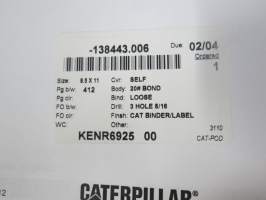 -138443.006 Due: 02/04
Ordered
1
Size: 8.5 X 11 Cvr: SELF
Pg b/w: 412 Body: 20# BOND
Pg clr: Bind: LOOSE
FO b/w: Drill: 3 HOLE 5/16
FO clr: Finsh: CAT BINDER/LABEL
WC: Other:
3110
KENR6925 00 CAT-POD
CATERPILLAR®